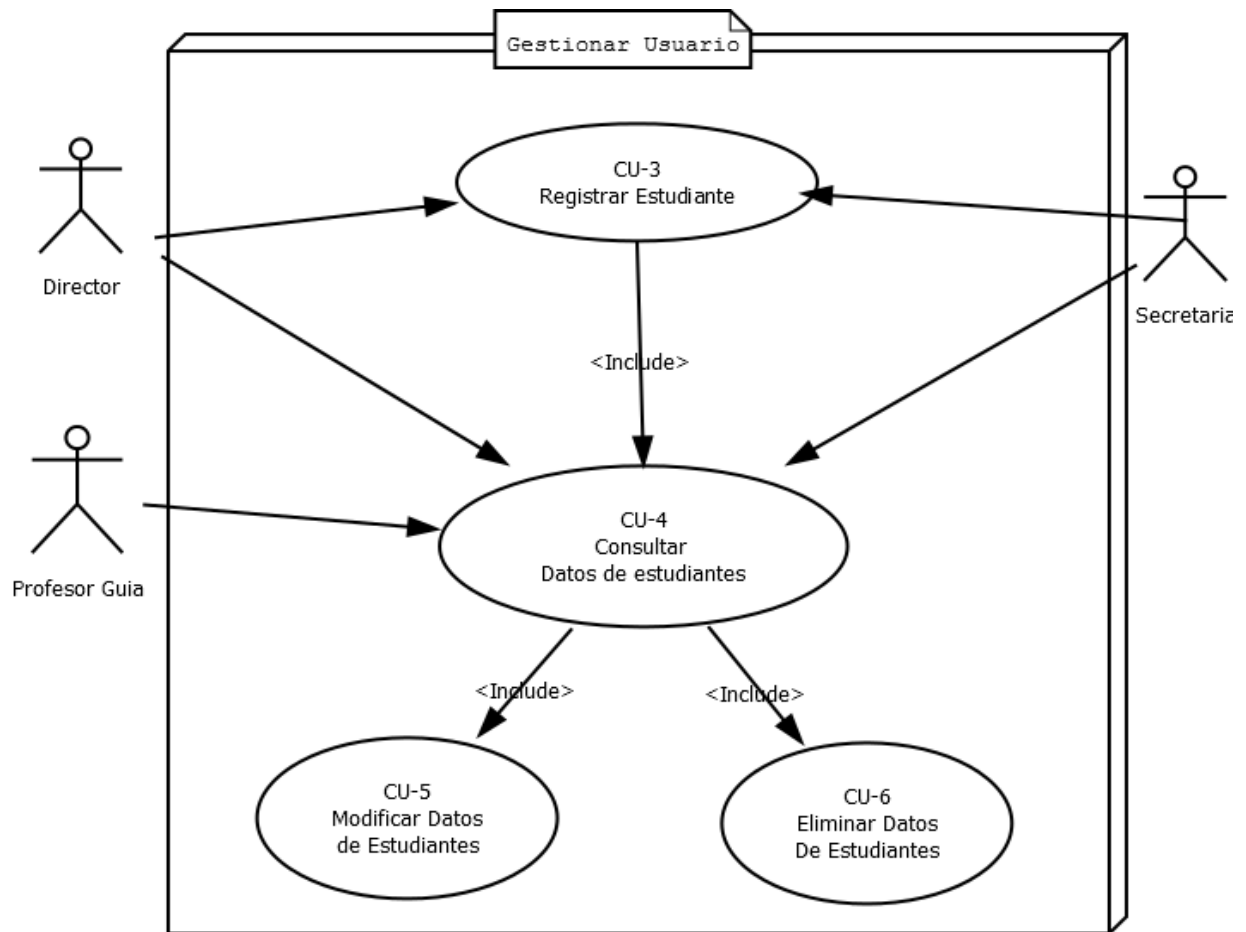 Gestionar Usuario
CU-3
Registrar Estudiante
Director
Secretaria
<Include>
CU-4
Consultar
Datos de estudiantes
Profesor Guia
<Include>
<Include>
CU-5
Modificar Datos
de Estudiantes
CU-6
Eliminar Datos
De Estudiantes